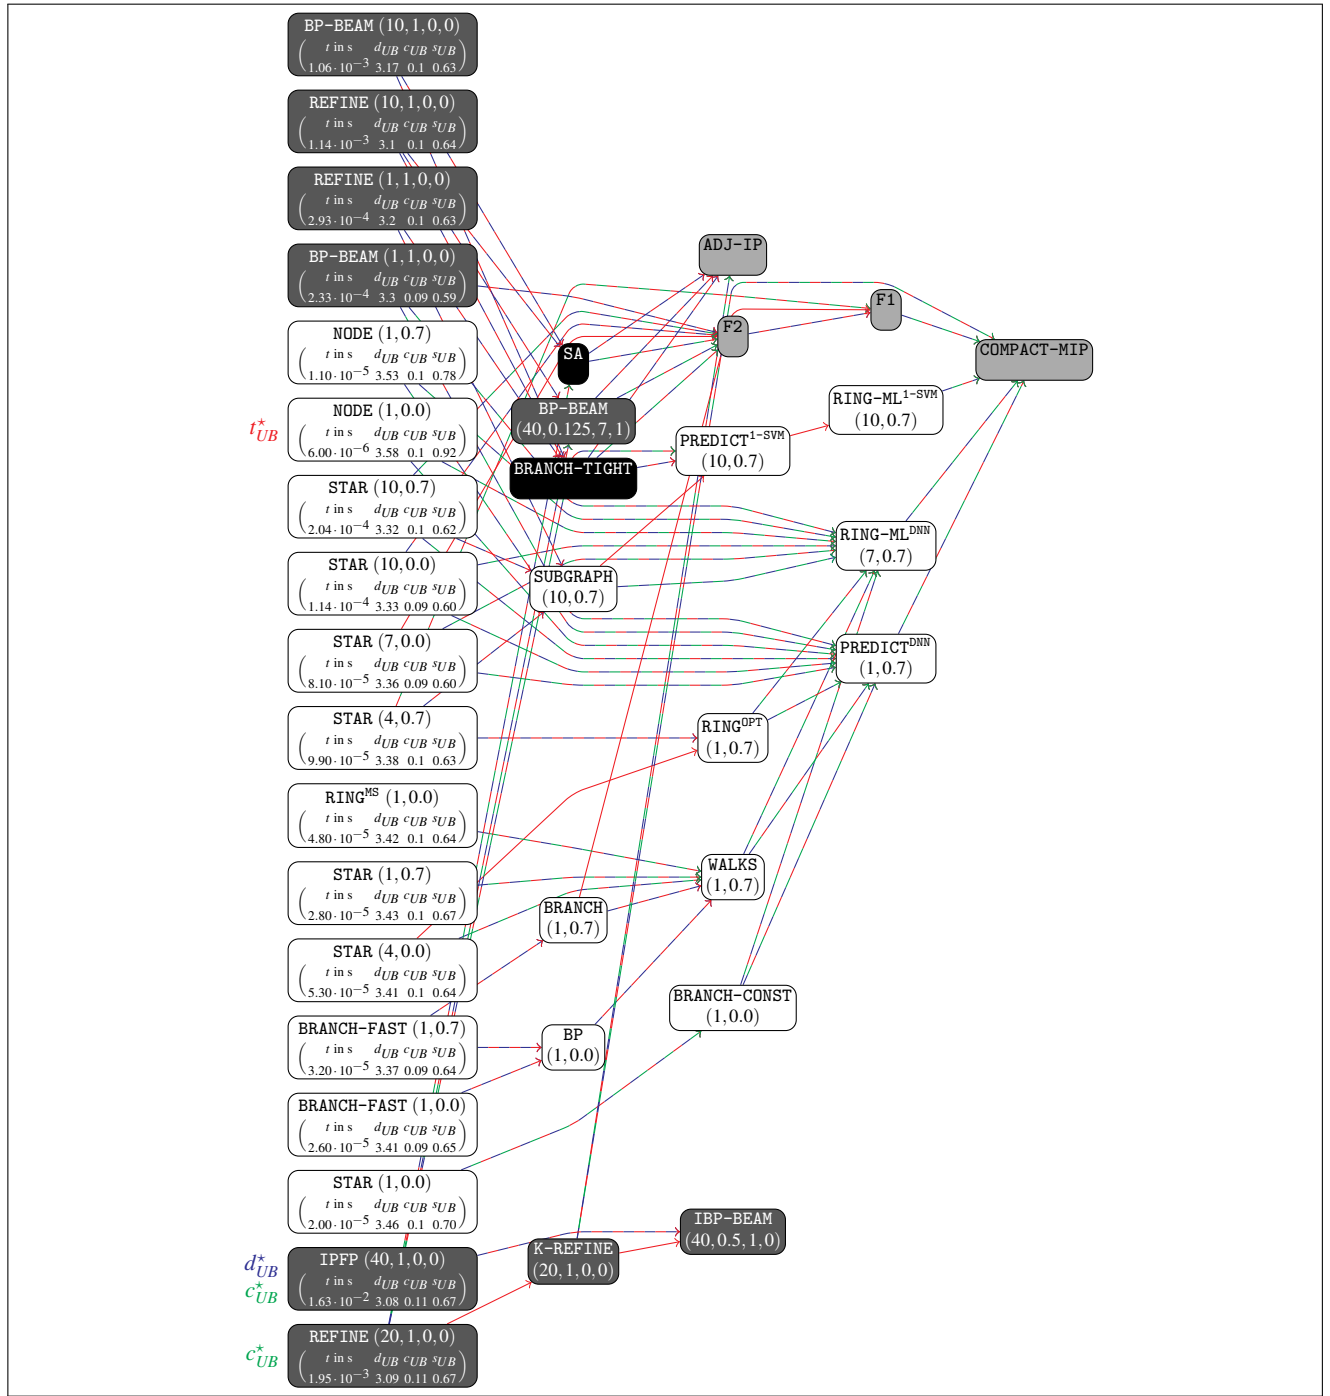 BP-BEAM (10,1,0,0)
t in s d_UB c_UB s_UB
1.06·10^−3 3.17 0.1 0.63
REFINE (10,1,0,0)
t in s d_UB c_UB s_UB
1.14·10^−3 3.1 0.1 0.64
REFINE (1,1,0,0)
t in s d_UB c_UB s_UB
2.93·10^−4 3.2 0.1 0.63
BP-BEAM (1,1,0,0)
t in s d_UB c_UB s_UB
2.33·10^−4 3.3 0.09 0.59
NODE (1,0.7)
t in s d_UB c_UB s_UB
1.10·10^−5 3.53 0.1 0.78
t*_UB
NODE (1,0.0)
t in s d_UB c_UB s_UB
6.00·10^−6 3.58 0.1 0.92
STAR (10,0.7)
t in s d_UB c_UB s_UB
2.04·10^−4 3.32 0.1 0.62
STAR (10,0.0)
t in s d_UB c_UB s_UB
1.14·10^−4 3.33 0.09 0.60
STAR (7,0.0)
t in s d_UB c_UB s_UB
8.10·10^−5 3.36 0.09 0.60
STAR (4,0.7)
t in s d_UB c_UB s_UB
9.90·10^−5 3.38 0.1 0.63
RING^MS (1,0.0)
t in s d_UB c_UB s_UB
4.80·10^−5 3.42 0.1 0.64
STAR (1,0.7)
t in s d_UB c_UB s_UB
2.80·10^−5 3.43 0.1 0.67
STAR (4,0.0)
t in s d_UB c_UB s_UB
5.30·10^−5 3.41 0.1 0.64
BRANCH-FAST (1,0.7)
t in s d_UB c_UB s_UB
3.20·10^−5 3.37 0.09 0.64
BRANCH-FAST (1,0.0)
t in s d_UB c_UB s_UB
2.60·10^−5 3.41 0.09 0.65
STAR (1,0.0)
t in s d_UB c_UB s_UB
2.00·10^−5 3.46 0.1 0.70
d*_UB
c*_UB
IPFP (40,1,0,0)
t in s d_UB c_UB s_UB
1.63·10^−2 3.08 0.11 0.67
c*_UB
REFINE (20,1,0,0)
t in s d_UB c_UB s_UB
1.95·10^−3 3.09 0.11 0.67
SA
BP-BEAM
(40,0.125,7,1)
BRANCH-TIGHT
SUBGRAPH
(10,0.7)
BRANCH
(1,0.7)
BP
(1,0.0)
K-REFINE
(20,1,0,0)
ADJ-IP
F2
PREDICT^1-SVM
(10,0.7)
RING^OPT
(1,0.7)
WALKS
(1,0.7)
BRANCH-CONST
(1,0.0)
IBP-BEAM
(40,0.5,1,0)
F1
RING-ML^1-SVM
(10,0.7)
RING-ML^DNN
(7,0.7)
PREDICT^DNN
(1,0.7)
COMPACT-MIP